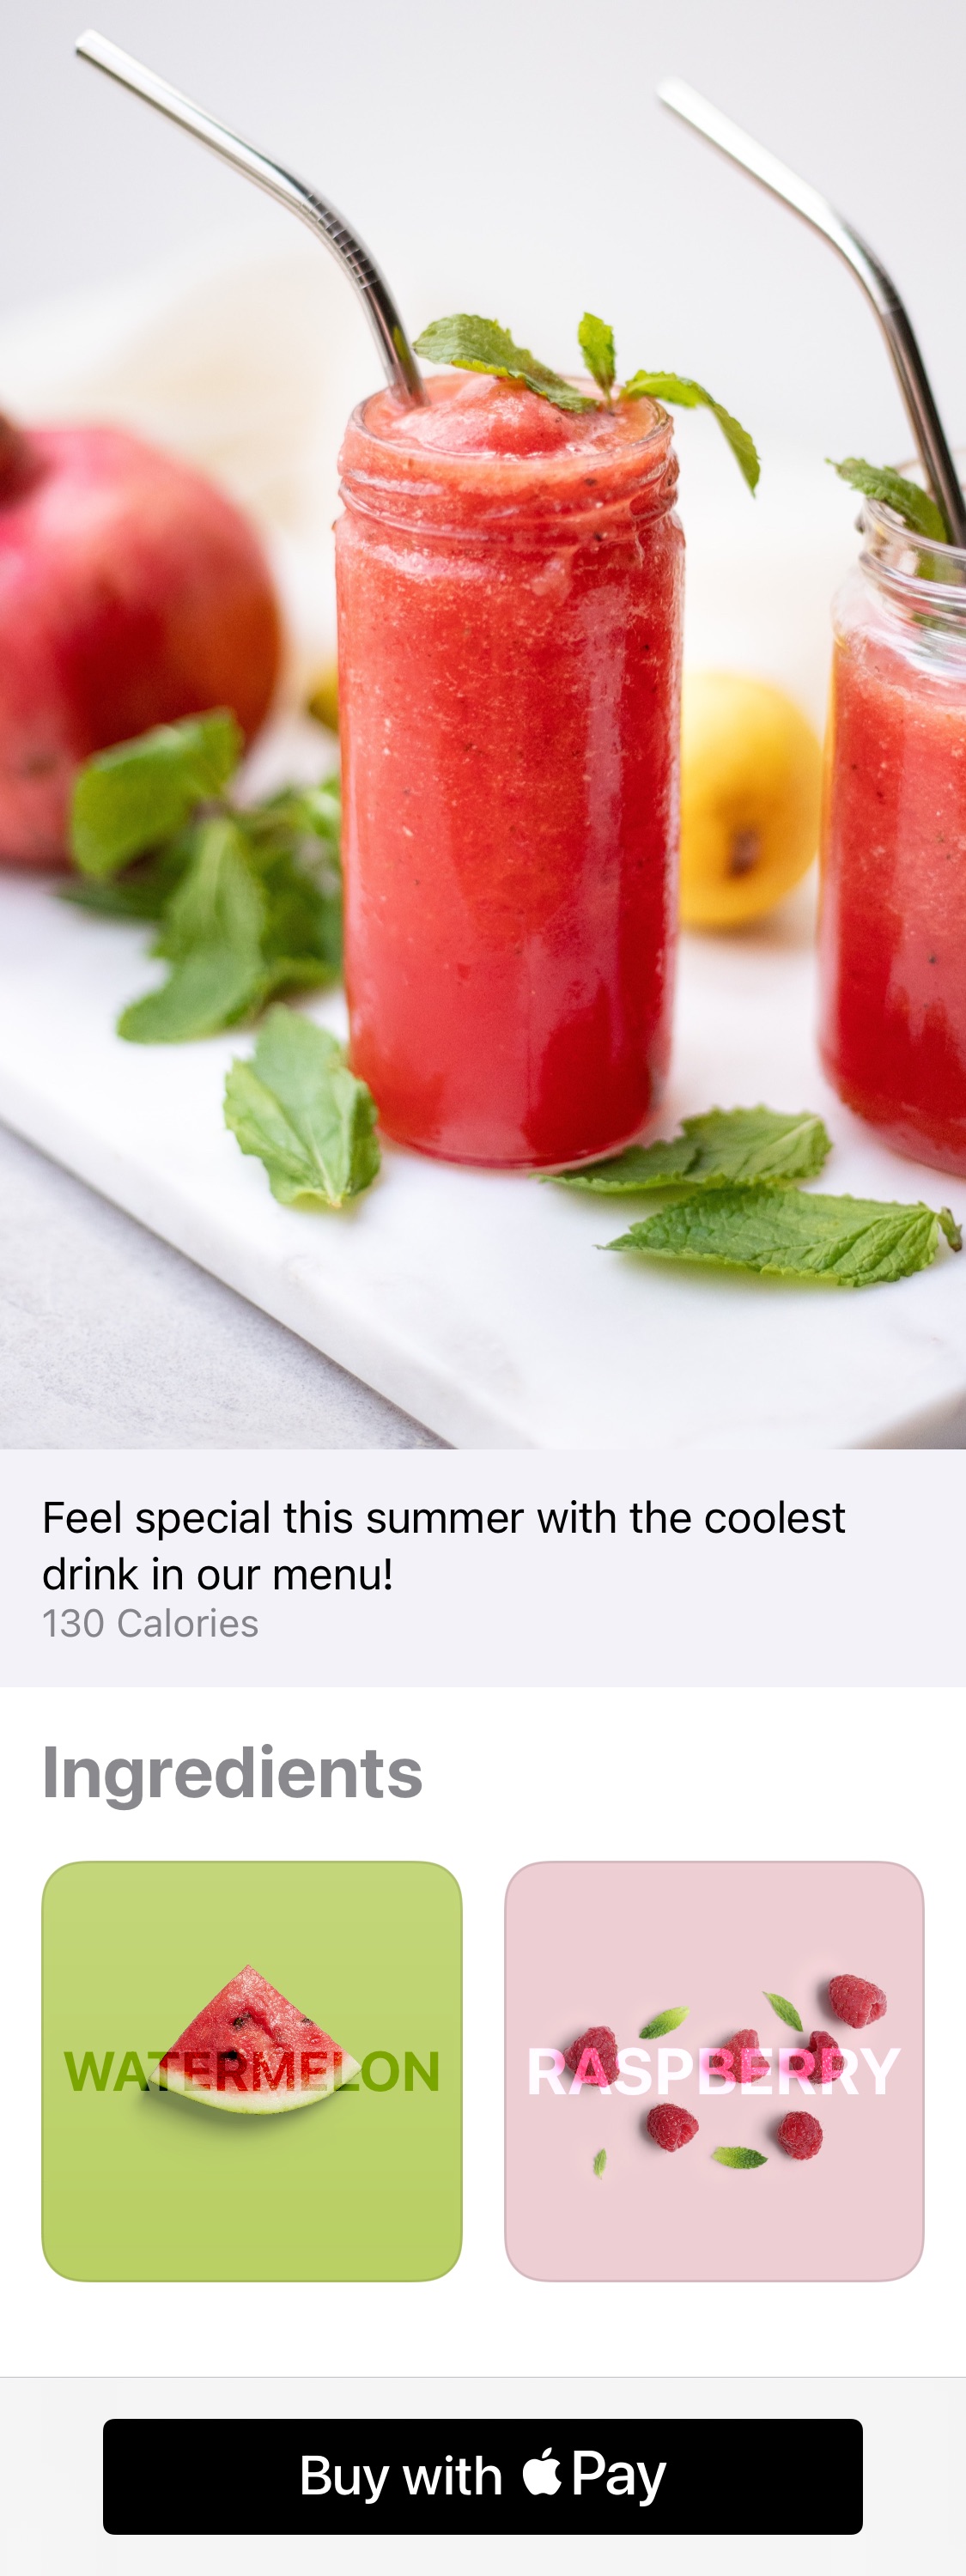 Feel special this summer with the coolest
drink in our menu!
130 Calories
Ingredients
WATERMELON
RASPBERRY
Buy with Pay